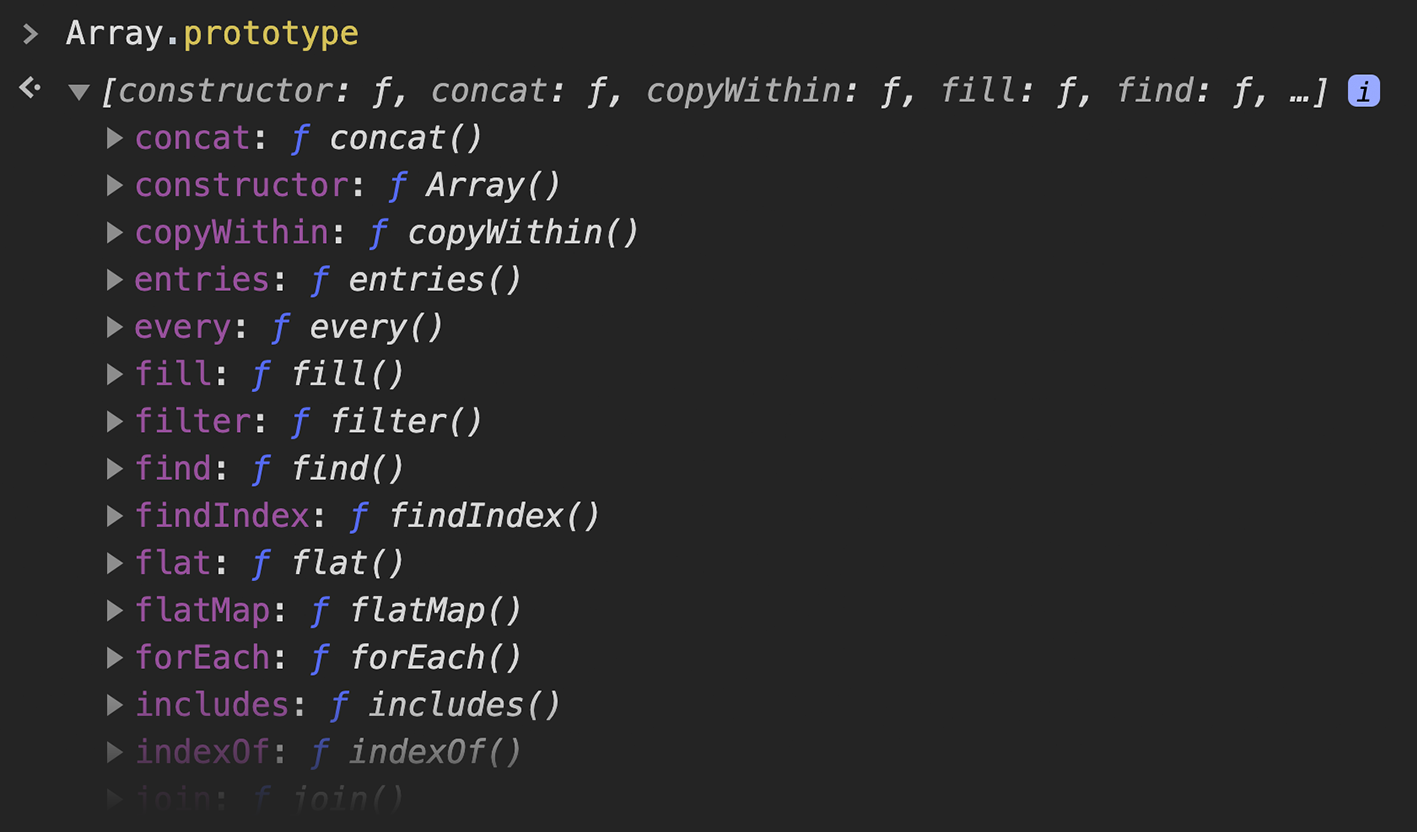 > Array.prototype
<· ▼ [constructor: ƒ, concat: ƒ, copyWithin: ƒ, fill: ƒ, find: ƒ, …] i
▶ concat: ƒ concat()
▶ constructor: ƒ Array()
▶ copyWithin: ƒ copyWithin()
▶ entries: ƒ entries()
▶ every: ƒ every()
▶ fill: ƒ fill()
▶ filter: ƒ filter()
▶ find: ƒ find()
▶ findIndex: ƒ findIndex()
▶ flat: ƒ flat()
▶ flatMap: ƒ flatMap()
▶ forEach: ƒ forEach()
▶ includes: ƒ includes()
▶ indexOf: ƒ indexOf()
▶ join: ƒ join()